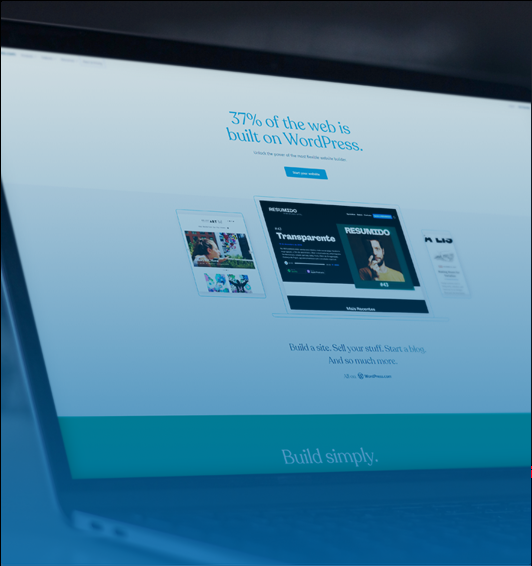 37% of the web is
built on WordPress.
Unlock the power of the most flexible website builder.
Start your website
RESUMIDO
#43
Transparente
RESUMIDO
#43
Mais Recentes
Build a site. Sell your stuff. Start a blog.
And so much more.
WordPress.com
Build simply.